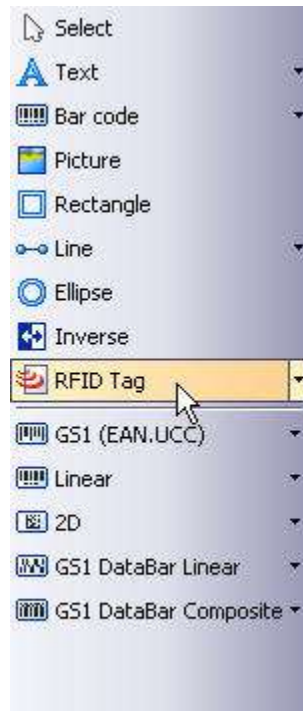 Select
Text
Bar code
Picture
Rectangle
Line
Ellipse
Inverse
RFID Tag
GS1 (EAN.UCC)
Linear
2D
GS1 DataBar Linear
GS1 DataBar Composite